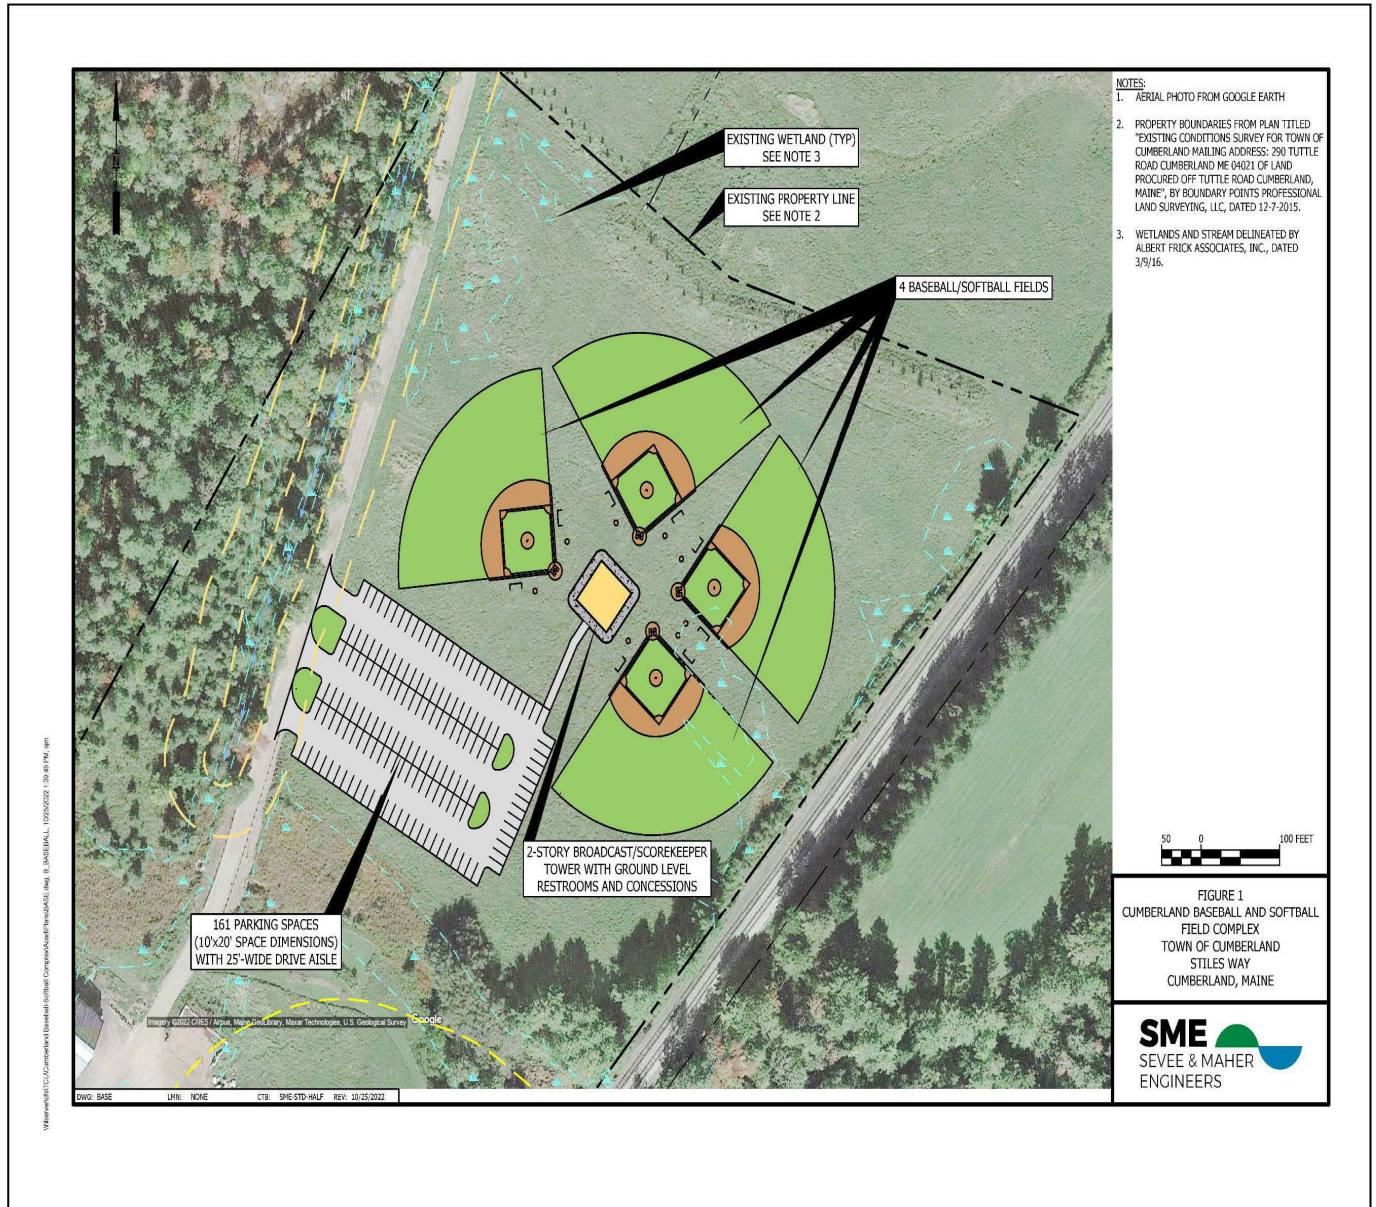 EXISTING WETLAND (TYP)
SEE NOTE 3
EXISTING PROPERTY LINE
SEE NOTE 2
4 BASEBALL/SOFTBALL FIELDS
2-STORY BROADCAST/SCOREKEEPER
TOWER WITH GROUND LEVEL
RESTROOMS AND CONCESSIONS
161 PARKING SPACES
(10'x20' SPACE DIMENSIONS)
WITH 25'-WIDE DRIVE AISLE
N
Imagery ©2022 CNES / Airbus, Maine GeoLibrary, Maxar Technologies, U.S. Geological Survey
Google
NOTES:
1. AERIAL PHOTO FROM GOOGLE EARTH
2. PROPERTY BOUNDARIES FROM PLAN TITLED
"EXISTING CONDITIONS SURVEY FOR TOWN OF
CUMBERLAND MAILING ADDRESS: 290 TUTTLE
ROAD CUMBERLAND ME 04021 OF LAND
PROCURED OFF TUTTLE ROAD CUMBERLAND,
MAINE", BY BOUNDARY POINTS PROFESSIONAL
LAND SURVEYING, LLC, DATED 12-7-2015.
3. WETLANDS AND STREAM DELINEATED BY
ALBERT FRICK ASSOCIATES, INC., DATED
3/9/16.
50 0 100 FEET
FIGURE 1
CUMBERLAND BASEBALL AND SOFTBALL
FIELD COMPLEX
TOWN OF CUMBERLAND
STILES WAY
CUMBERLAND, MAINE
SME
SEVEE & MAHER
ENGINEERS
DWG: BASE LMN: NONE CTB: SME-STD-HALF REV: 10/25/2022